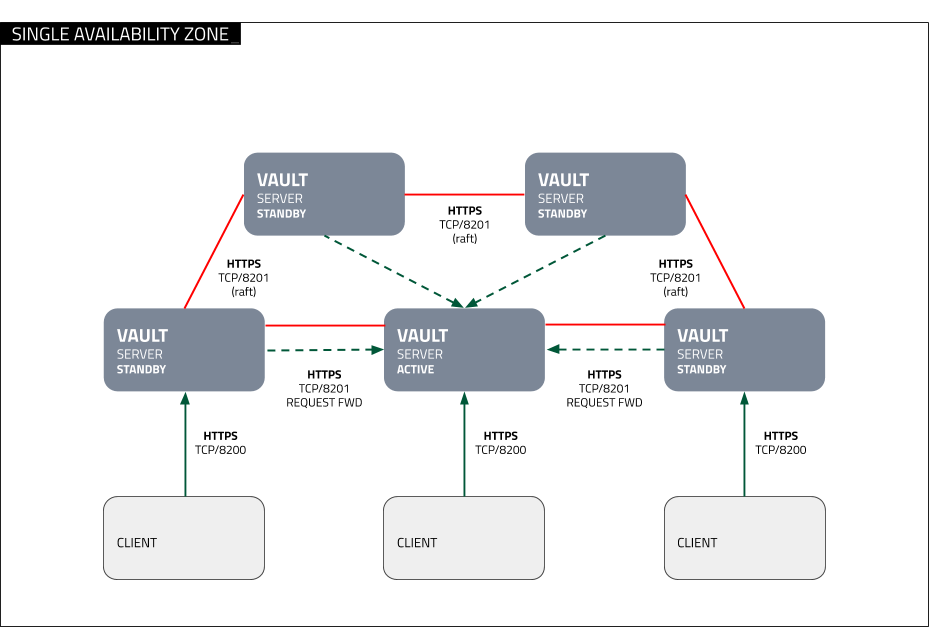 SINGLE AVAILABILITY ZONE_
VAULT
SERVER
STANDBY
VAULT
SERVER
STANDBY
HTTPS
TCP/8201
(raft)
HTTPS
TCP/8201
(raft)
HTTPS
TCP/8201
(raft)
VAULT
SERVER
STANDBY
VAULT
SERVER
ACTIVE
VAULT
SERVER
STANDBY
HTTPS
TCP/8201
REQUEST FWD
HTTPS
TCP/8201
REQUEST FWD
HTTPS
TCP/8200
HTTPS
TCP/8200
HTTPS
TCP/8200
CLIENT
CLIENT
CLIENT